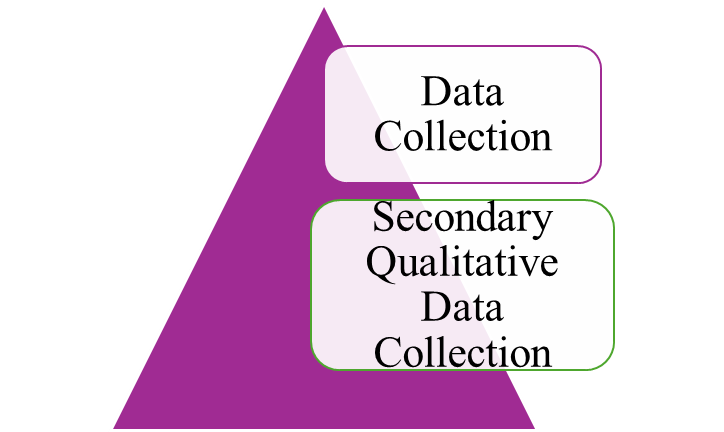 Data
Collection
Secondary
Qualitative
Data
Collection